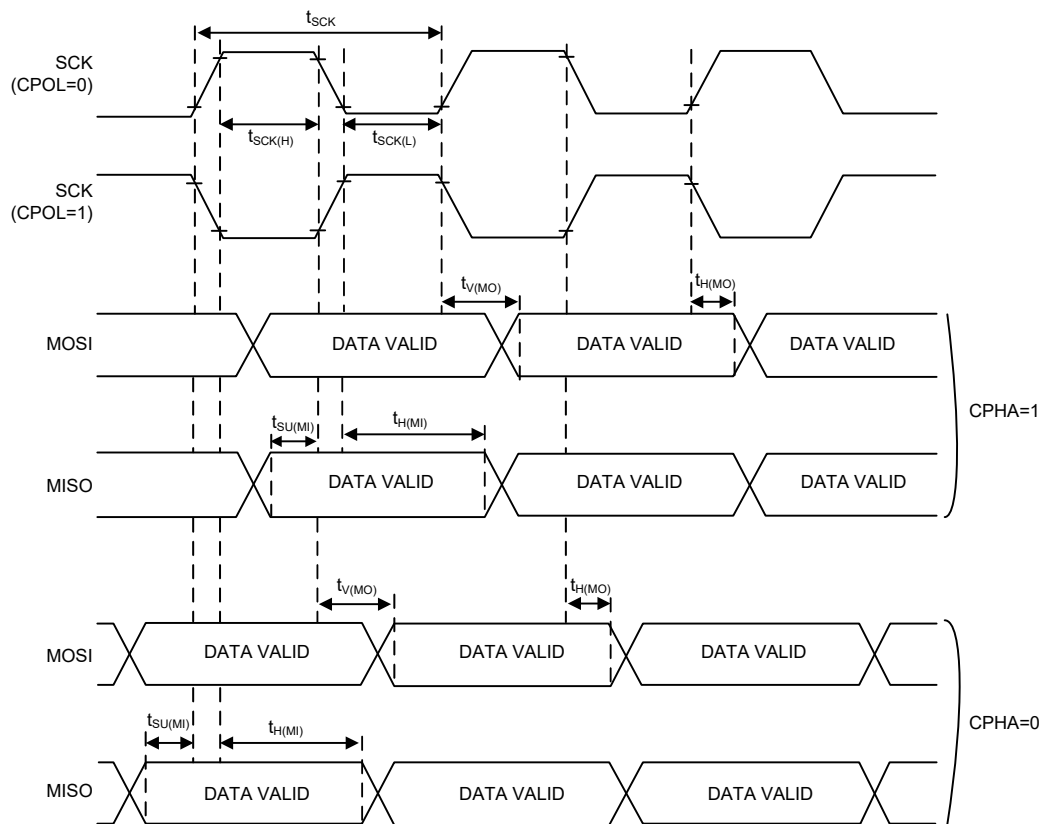 tSCK
SCK
(CPOL=0)
tSCK(H)
tSCK(L)
SCK
(CPOL=1)
tV(MO)
tH(MO)
MOSI
DATA VALID
DATA VALID
DATA VALID
CPHA=1
tSU(MI)
tH(MI)
MISO
DATA VALID
DATA VALID
DATA VALID
tV(MO)
tH(MO)
MOSI
DATA VALID
DATA VALID
DATA VALID
CPHA=0
tSU(MI)
tH(MI)
MISO
DATA VALID
DATA VALID
DATA VALID